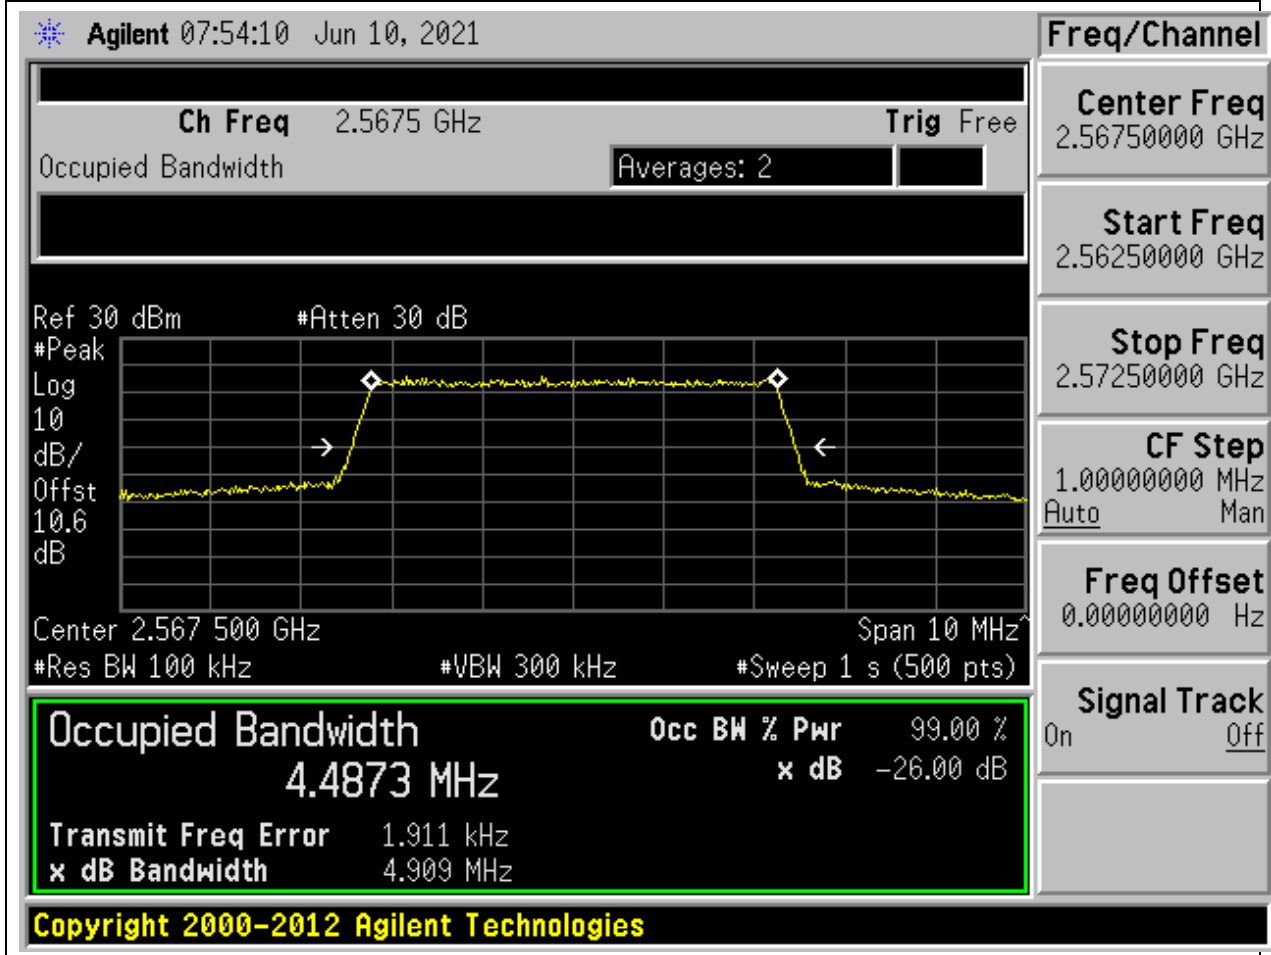 Agilent 07:54:10 Jun 10, 2021
Freq/Channel
Ch Freq 2.5675 GHz Trig Free
Occupied Bandwidth Averages: 2
Center Freq
2.56750000 GHz
Start Freq
2.56250000 GHz
Stop Freq
2.57250000 GHz
CF Step
1.00000000 MHz
Auto Man
Freq Offset
0.00000000 Hz
Signal Track
On Off
Ref 30 dBm #Atten 30 dB
#Peak
Log
10
dB/
Offst
10.6
dB
Center 2.567 500 GHz Span 10 MHz^
#Res BW 100 kHz #VBW 300 kHz #Sweep 1 s (500 pts)
Occupied Bandwidth Occ BW % Pwr 99.00 %
4.4873 MHz x dB -26.00 dB
Transmit Freq Error 1.911 kHz
x dB Bandwidth 4.909 MHz
Copyright 2000-2012 Agilent Technologies